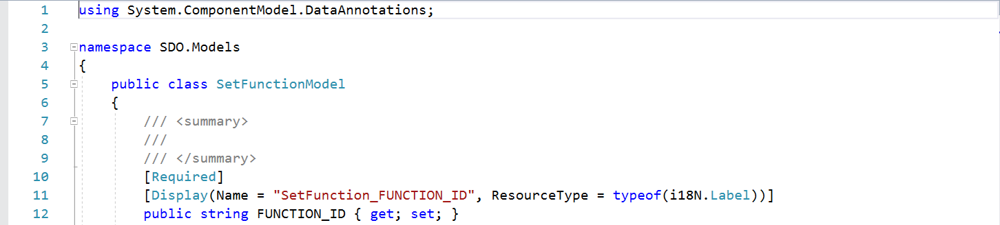 1 using System.ComponentModel.DataAnnotations;
2
3 namespace SDO.Models
4 {
5 public class SetFunctionModel
6 {
7 /// <summary>
8 ///
9 /// </summary>
10 [Required]
11 [Display(Name = "SetFunction_FUNCTION_ID", ResourceType = typeof(i18N.Label))]
12 public string FUNCTION_ID { get; set; }